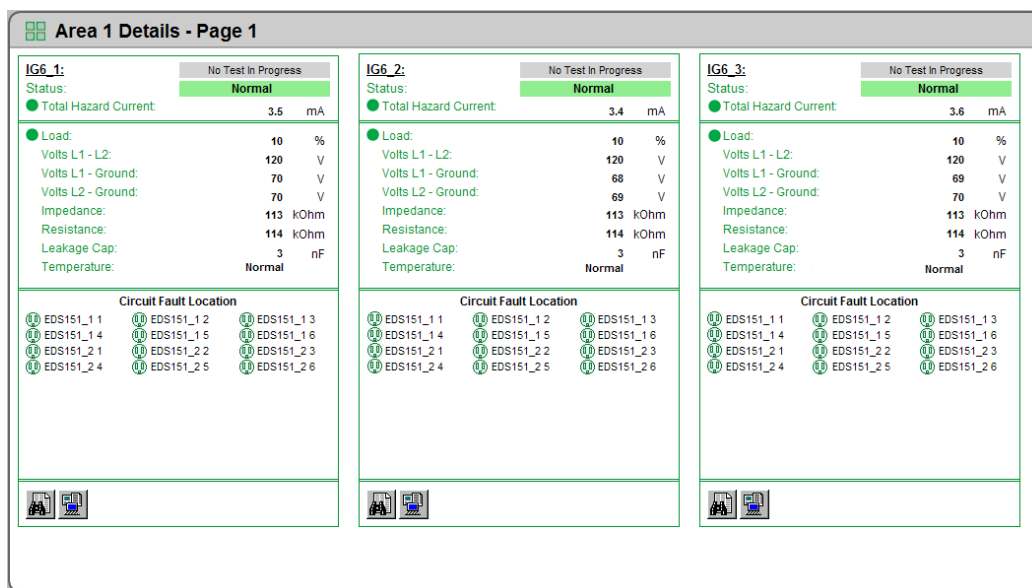 Area 1 Details - Page 1
IG6_1: No Test In Progress
Status: Normal
Total Hazard Current: 3.5 mA
Load: 10 %
Volts L1 - L2: 120 V
Volts L1 - Ground: 70 V
Volts L2 - Ground: 70 V
Impedance: 113 kOhm
Resistance: 114 kOhm
Leakage Cap: 3 nF
Temperature: Normal
Circuit Fault Location
EDS151_1 1 EDS151_1 2 EDS151_1 3
EDS151_1 4 EDS151_1 5 EDS151_1 6
EDS151_2 1 EDS151_2 2 EDS151_2 3
EDS151_2 4 EDS151_2 5 EDS151_2 6
IG6_2: No Test In Progress
Status: Normal
Total Hazard Current: 3.4 mA
Load: 10 %
Volts L1 - L2: 120 V
Volts L1 - Ground: 68 V
Volts L2 - Ground: 69 V
Impedance: 113 kOhm
Resistance: 114 kOhm
Leakage Cap: 3 nF
Temperature: Normal
Circuit Fault Location
EDS151_1 1 EDS151_1 2 EDS151_1 3
EDS151_1 4 EDS151_1 5 EDS151_1 6
EDS151_2 1 EDS151_2 2 EDS151_2 3
EDS151_2 4 EDS151_2 5 EDS151_2 6
IG6_3: No Test In Progress
Status: Normal
Total Hazard Current: 3.6 mA
Load: 10 %
Volts L1 - L2: 120 V
Volts L1 - Ground: 69 V
Volts L2 - Ground: 70 V
Impedance: 113 kOhm
Resistance: 114 kOhm
Leakage Cap: 3 nF
Temperature: Normal
Circuit Fault Location
EDS151_1 1 EDS151_1 2 EDS151_1 3
EDS151_1 4 EDS151_1 5 EDS151_1 6
EDS151_2 1 EDS151_2 2 EDS151_2 3
EDS151_2 4 EDS151_2 5 EDS151_2 6